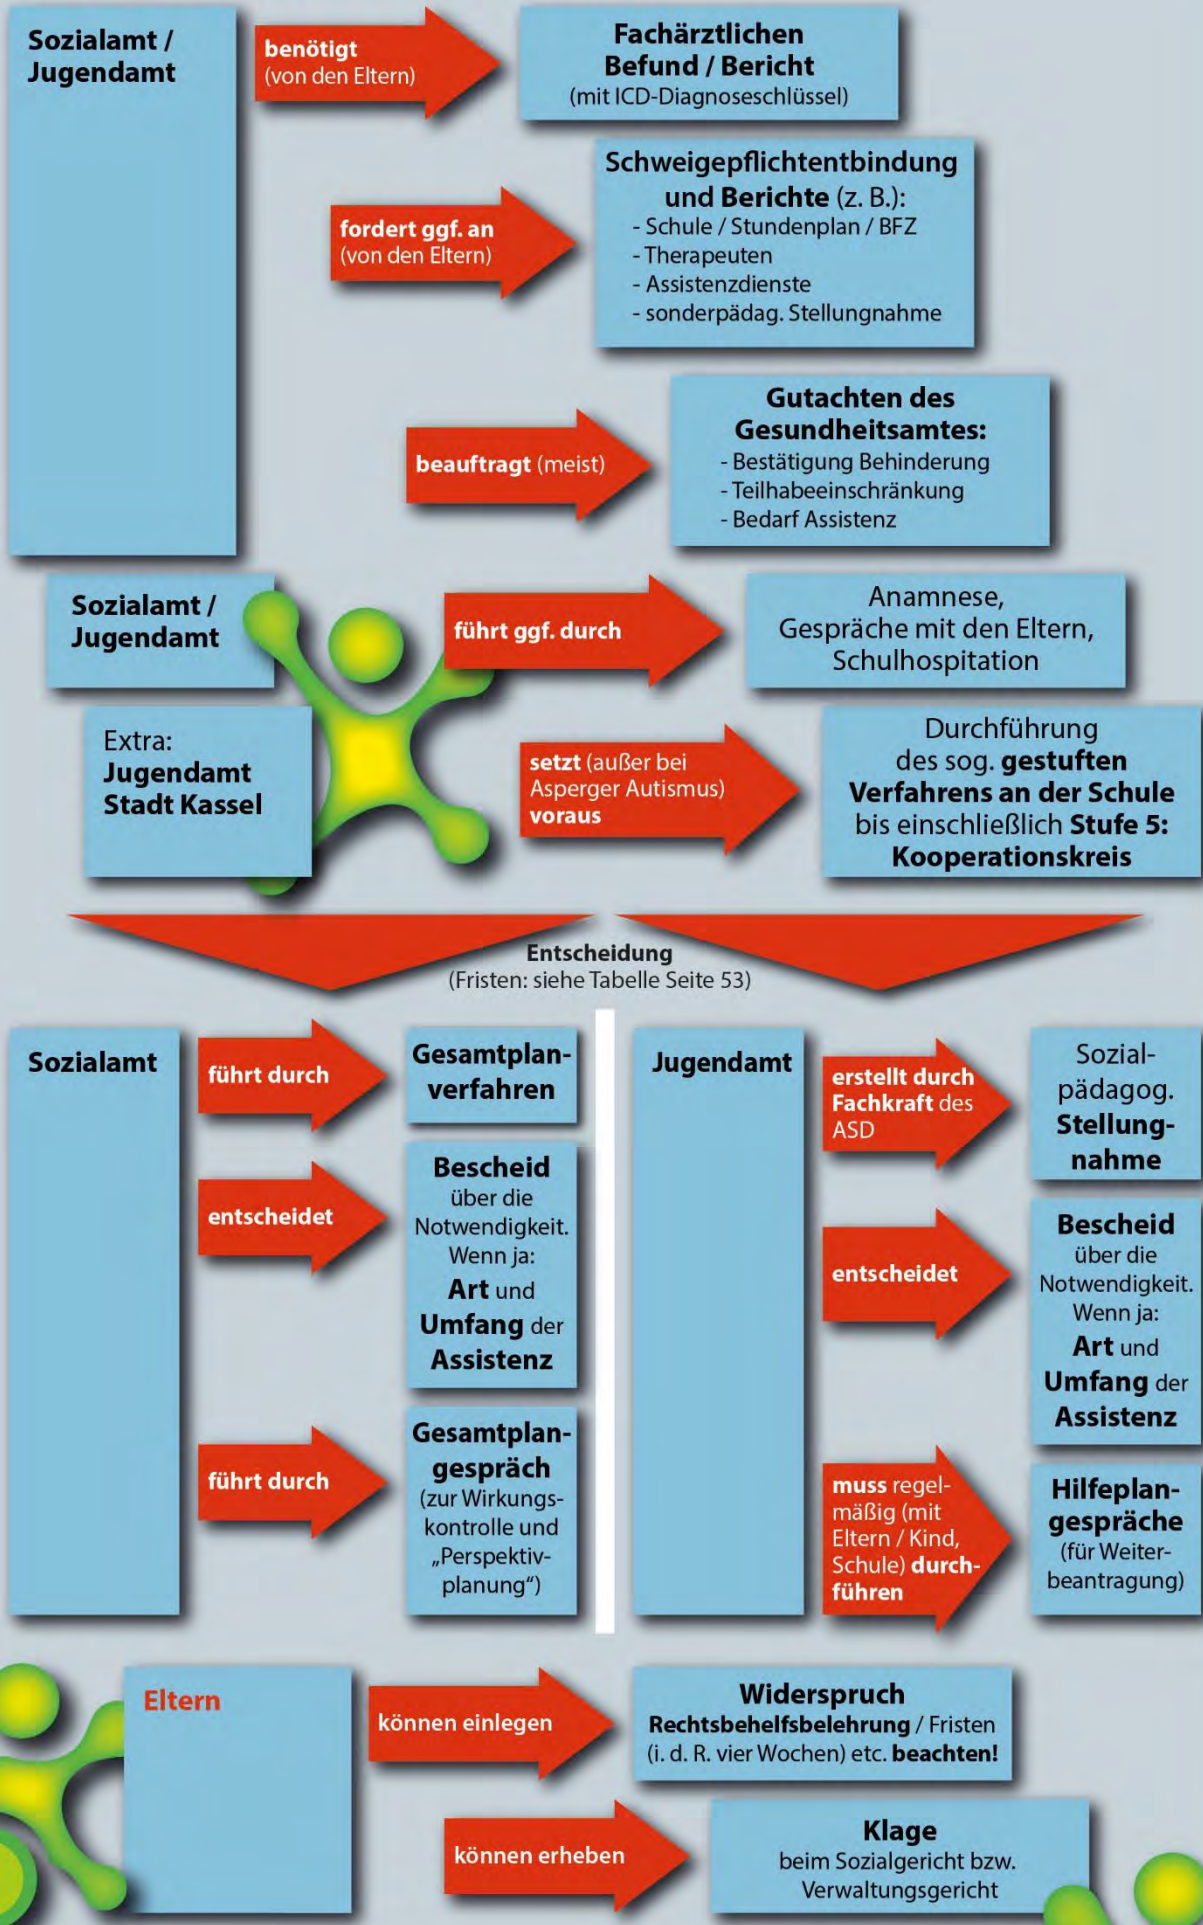 Sozialamt /
Jugendamt
benötigt
(von den Eltern)
Fachärztlichen
Befund / Bericht
(mit ICD-Diagnoseschlüssel)
fordert ggf. an
(von den Eltern)
Schweigepflichtentbindung
und Berichte (z. B.):
- Schule / Stundenplan / BFZ
- Therapeuten
- Assistenzdienste
- sonderpädag. Stellungnahme
beauftragt (meist)
Gutachten des
Gesundheitsamtes:
- Bestätigung Behinderung
- Teilhabeeinschränkung
- Bedarf Assistenz
Sozialamt /
Jugendamt
führt ggf. durch
Anamnese,
Gespräche mit den Eltern,
Schulhospitation
Extra:
Jugendamt
Stadt Kassel
setzt (außer bei
Asperger Autismus)
voraus
Durchführung
des sog. gestuften
Verfahrens an der Schule
bis einschließlich Stufe 5:
Kooperationskreis
Entscheidung
(Fristen: siehe Tabelle Seite 53)
Sozialamt
führt durch
Gesamtplan-
verfahren
entscheidet
Bescheid
über die
Notwendigkeit.
Wenn ja:
Art und
Umfang der
Assistenz
führt durch
Gesamtplan-
gespräch
(zur Wirkungs-
kontrolle und
„Perspektiv-
planung“)
Jugendamt
erstellt durch
Fachkraft des
ASD
Sozial-
pädagog.
Stellung-
nahme
entscheidet
Bescheid
über die
Notwendigkeit.
Wenn ja:
Art und
Umfang der
Assistenz
muss regel-
mäßig (mit
Eltern / Kind,
Schule) durch-
führen
Hilfeplan-
gespräche
(für Weiter-
beantragung)
Eltern
können einlegen
Widerspruch
Rechtsbehelfsbelehrung / Fristen
(i. d. R. vier Wochen) etc. beachten!
können erheben
Klage
beim Sozialgericht bzw.
Verwaltungsgericht